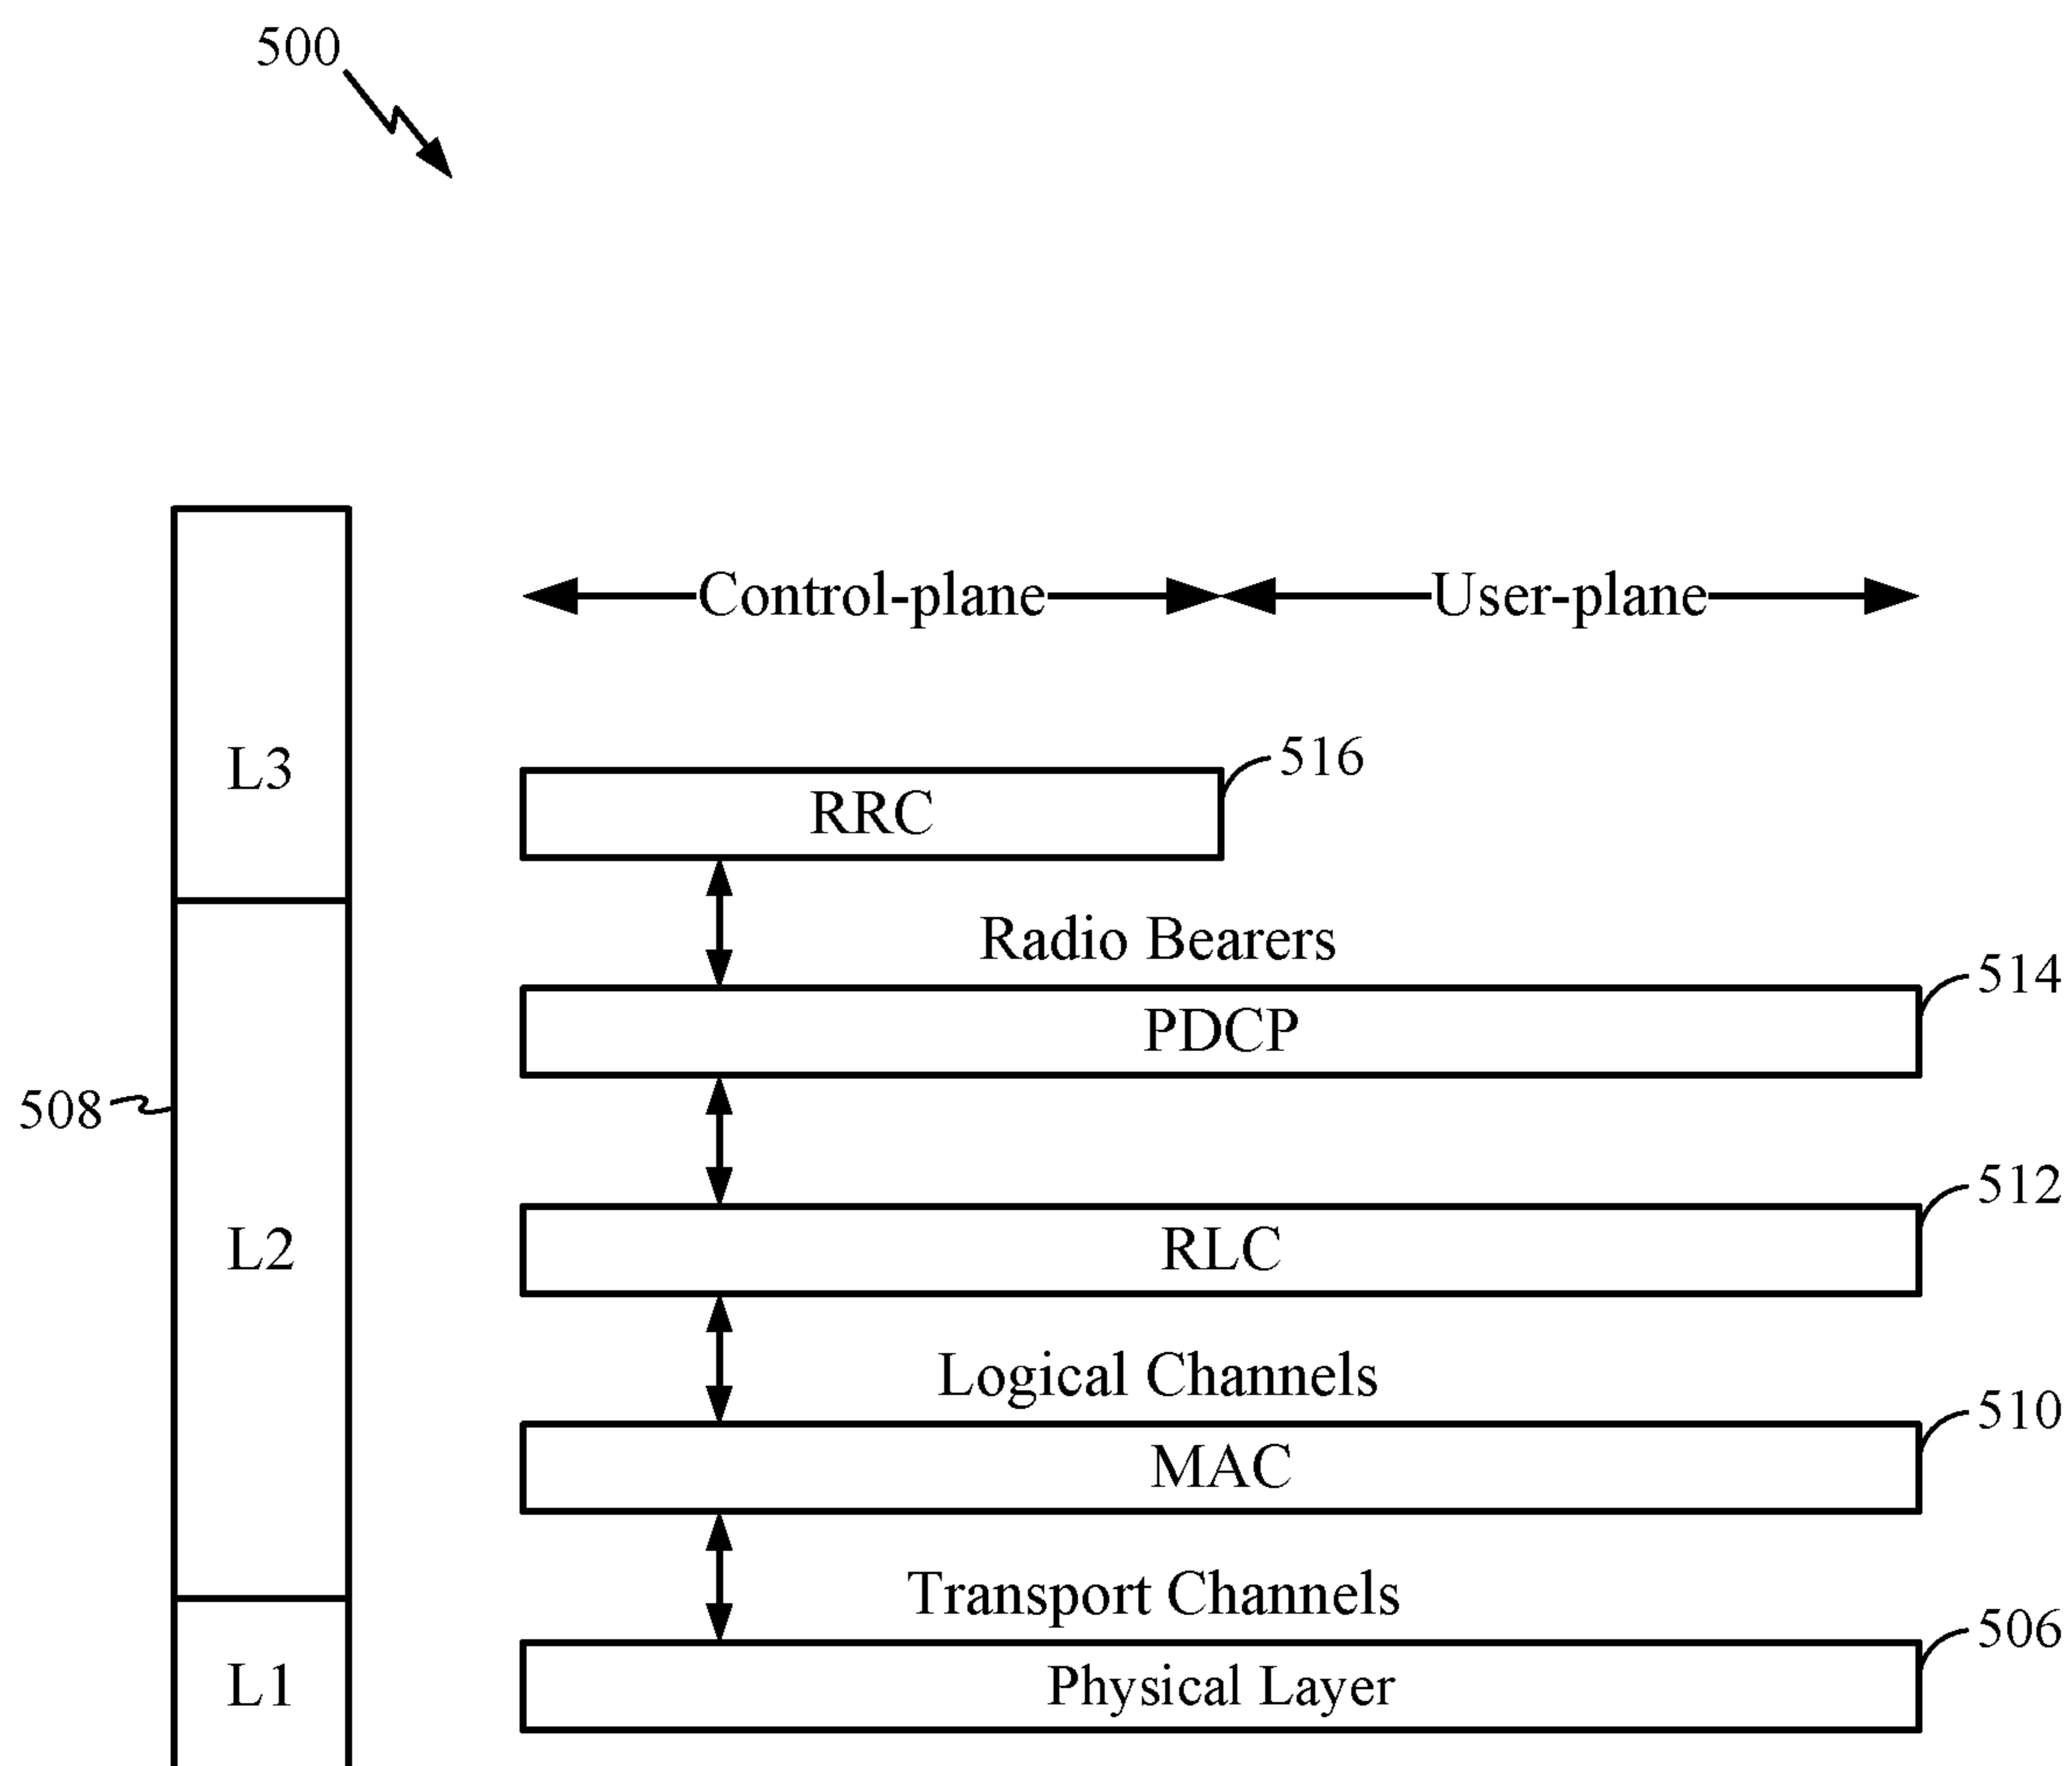 500
Control-plane User-plane
L3
516
RRC
Radio Bearers
514
PDCP
508
512
L2
RLC
Logical Channels
510
MAC
Transport Channels
506
L1
Physical Layer